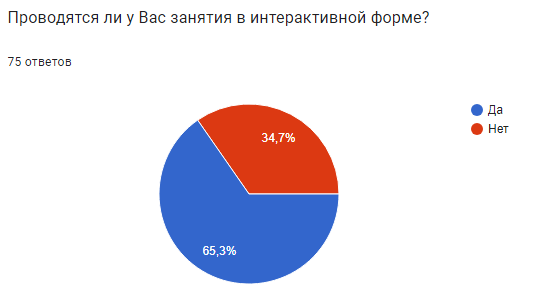 Проводятся ли у Вас занятия в интерактивной форме?
75 ответов
Да
Нет
34,7%
65,3%